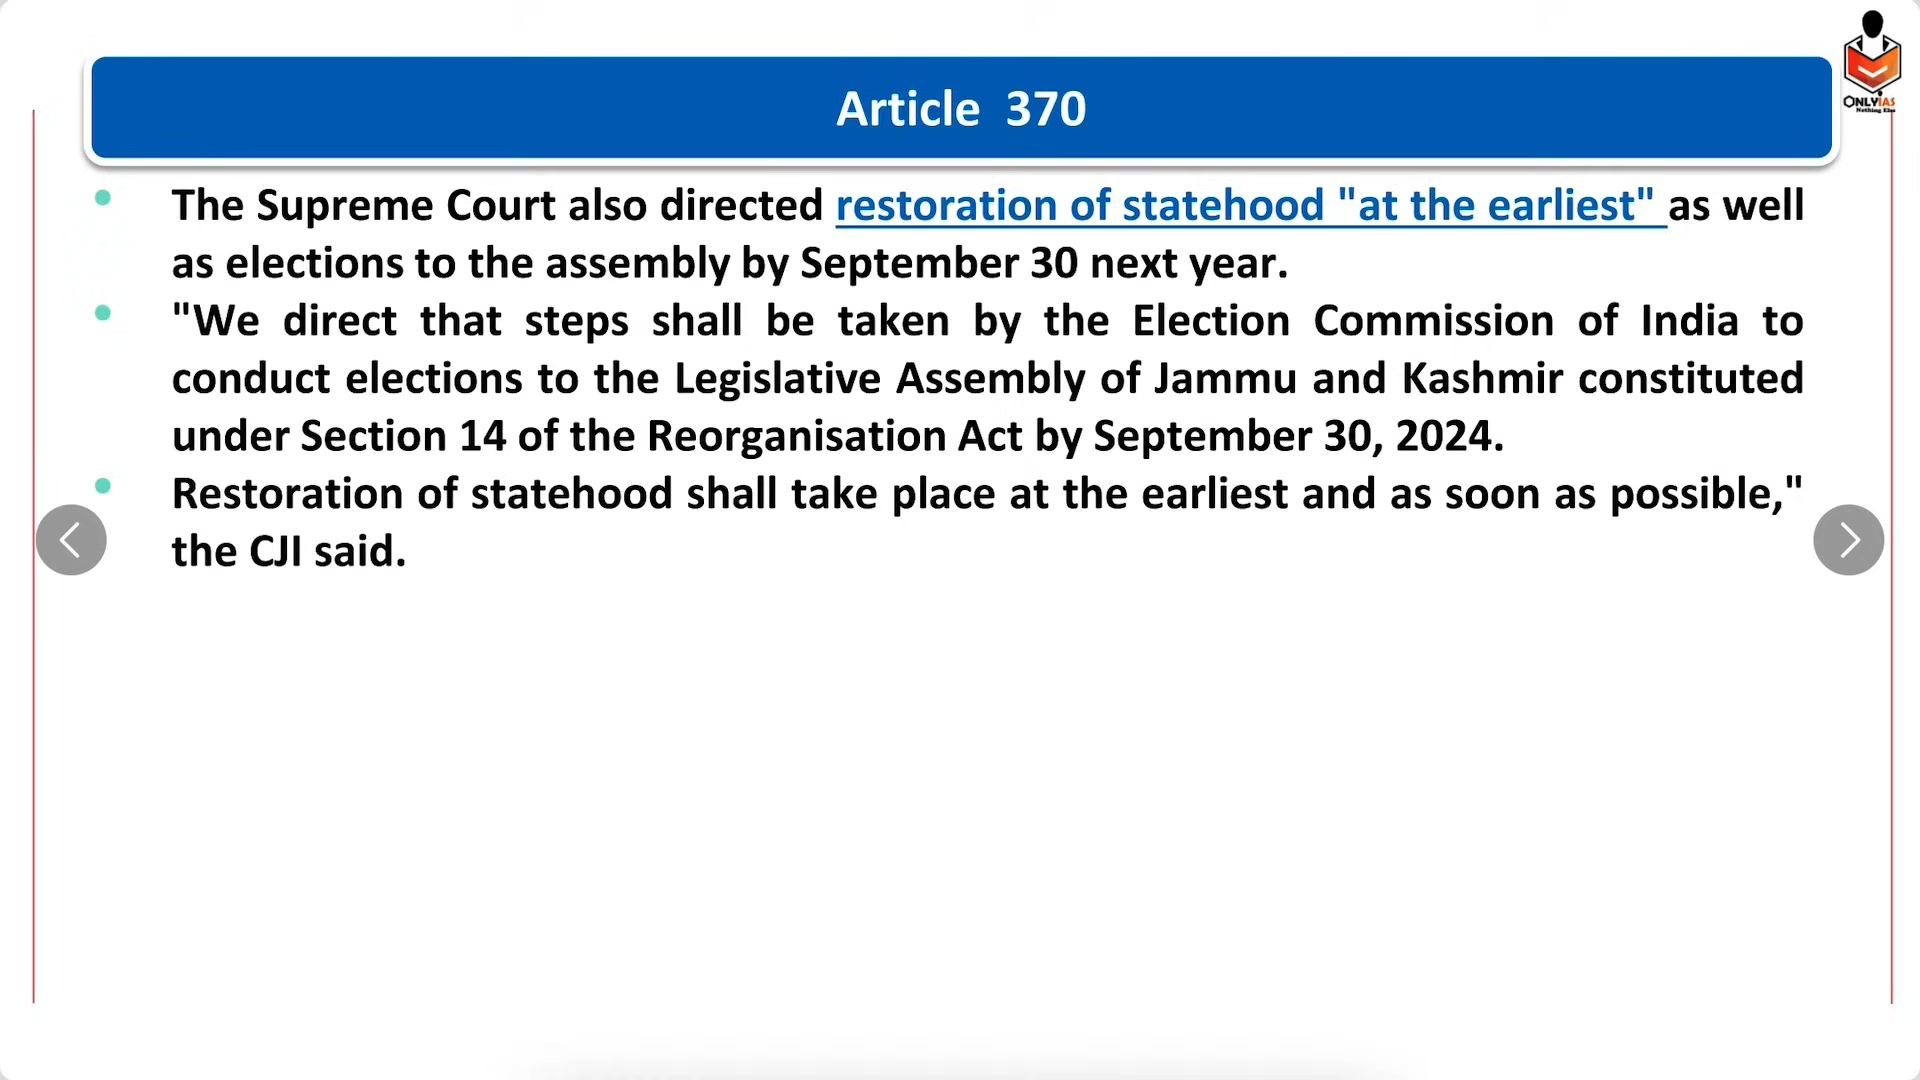 Article 370
ONLYIAS
Nothing Else
The Supreme Court also directed restoration of statehood "at the earliest" as well
as elections to the assembly by September 30 next year.
"We direct that steps shall be taken by the Election Commission of India to
conduct elections to the Legislative Assembly of Jammu and Kashmir constituted
under Section 14 of the Reorganisation Act by September 30, 2024.
Restoration of statehood shall take place at the earliest and as soon as possible,"
the CJI said.